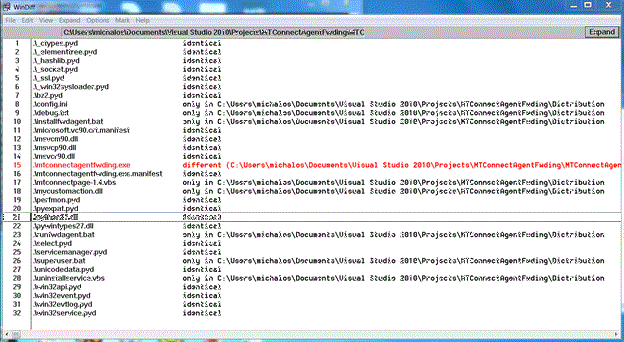 WinDiff
File Edit View Expand Options Mark Help
C:\Users\michalos\Documents\Visual Studio 2010\Projects\MTConnectAgentFwding\MTC Expand
1 .\_ctypes.pyd identical
2 .\_elementtree.pyd identical
3 .\_hashlib.pyd identical
4 .\_socket.pyd identical
5 .\_ssl.pyd identical
6 .\_win32sysloader.pyd identical
7 .\bz2.pyd identical
8 .\config.ini only in C:\Users\michalos\Documents\Visual Studio 2010\Projects\MTConnectAgentFwding\Distribution
9 .\debug.txt only in C:\Users\michalos\Documents\Visual Studio 2010\Projects\MTConnectAgentFwding\Distribution
10 .\installfwdagent.bat only in C:\Users\michalos\Documents\Visual Studio 2010\Projects\MTConnectAgentFwding\Distribution
11 .\microsoft.vc90.crt.manifest identical
12 .\msvcm90.dll identical
13 .\msvcp90.dll identical
14 .\msvcr90.dll identical
15 .\mtconnectagentfwding.exe different (C:\Users\michalos\Documents\Visual Studio 2010\Projects\MTConnectAgentFwding\MTConnectAgen
16 .\mtconnectagentfwding.exe.manifest identical
17 .\mtconnectpage-1.4.vbs only in C:\Users\michalos\Documents\Visual Studio 2010\Projects\MTConnectAgentFwding\Distribution
18 .\mycustomaction.dll only in C:\Users\michalos\Documents\Visual Studio 2010\Projects\MTConnectAgentFwding\Distribution
19 .\perfmon.pyd identical
20 .\pyexpat.pyd identical
21 .\python27.dll identical
22 .\pywintypes27.dll identical
23 .\runfwdagent.bat only in C:\Users\michalos\Documents\Visual Studio 2010\Projects\MTConnectAgentFwding\Distribution
24 .\select.pyd identical
25 .\servicemanager.pyd identical
26 .\superuser.bat only in C:\Users\michalos\Documents\Visual Studio 2010\Projects\MTConnectAgentFwding\Distribution
27 .\unicodedata.pyd identical
28 .\uninstallservice.vbs only in C:\Users\michalos\Documents\Visual Studio 2010\Projects\MTConnectAgentFwding\Distribution
29 .\win32api.pyd identical
30 .\win32event.pyd identical
31 .\win32evtlog.pyd identical
32 .\win32service.pyd identical